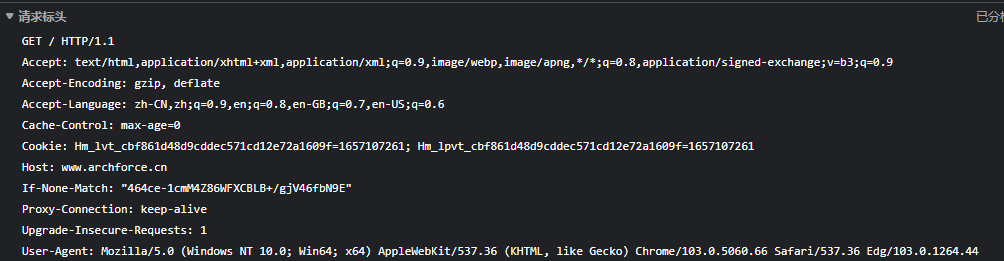 请求标头
已分析
GET / HTTP/1.1
Accept: text/html,application/xhtml+xml,application/xml;q=0.9,image/webp,image/apng,*/*;q=0.8,application/signed-exchange;v=b3;q=0.9
Accept-Encoding: gzip, deflate
Accept-Language: zh-CN,zh;q=0.9,en;q=0.8,en-GB;q=0.7,en-US;q=0.6
Cache-Control: max-age=0
Cookie: Hm_lvt_cbf861d48d9cddec571cd12e72a1609f=1657107261; Hm_lpvt_cbf861d48d9cddec571cd12e72a1609f=1657107261
Host: www.archforce.cn
If-None-Match: "464ce-1cmM4Z86WFXCBLB+/gjV46fbN9E"
Proxy-Connection: keep-alive
Upgrade-Insecure-Requests: 1
User-Agent: Mozilla/5.0 (Windows NT 10.0; Win64; x64) AppleWebKit/537.36 (KHTML, like Gecko) Chrome/103.0.5060.66 Safari/537.36 Edg/103.0.1264.44